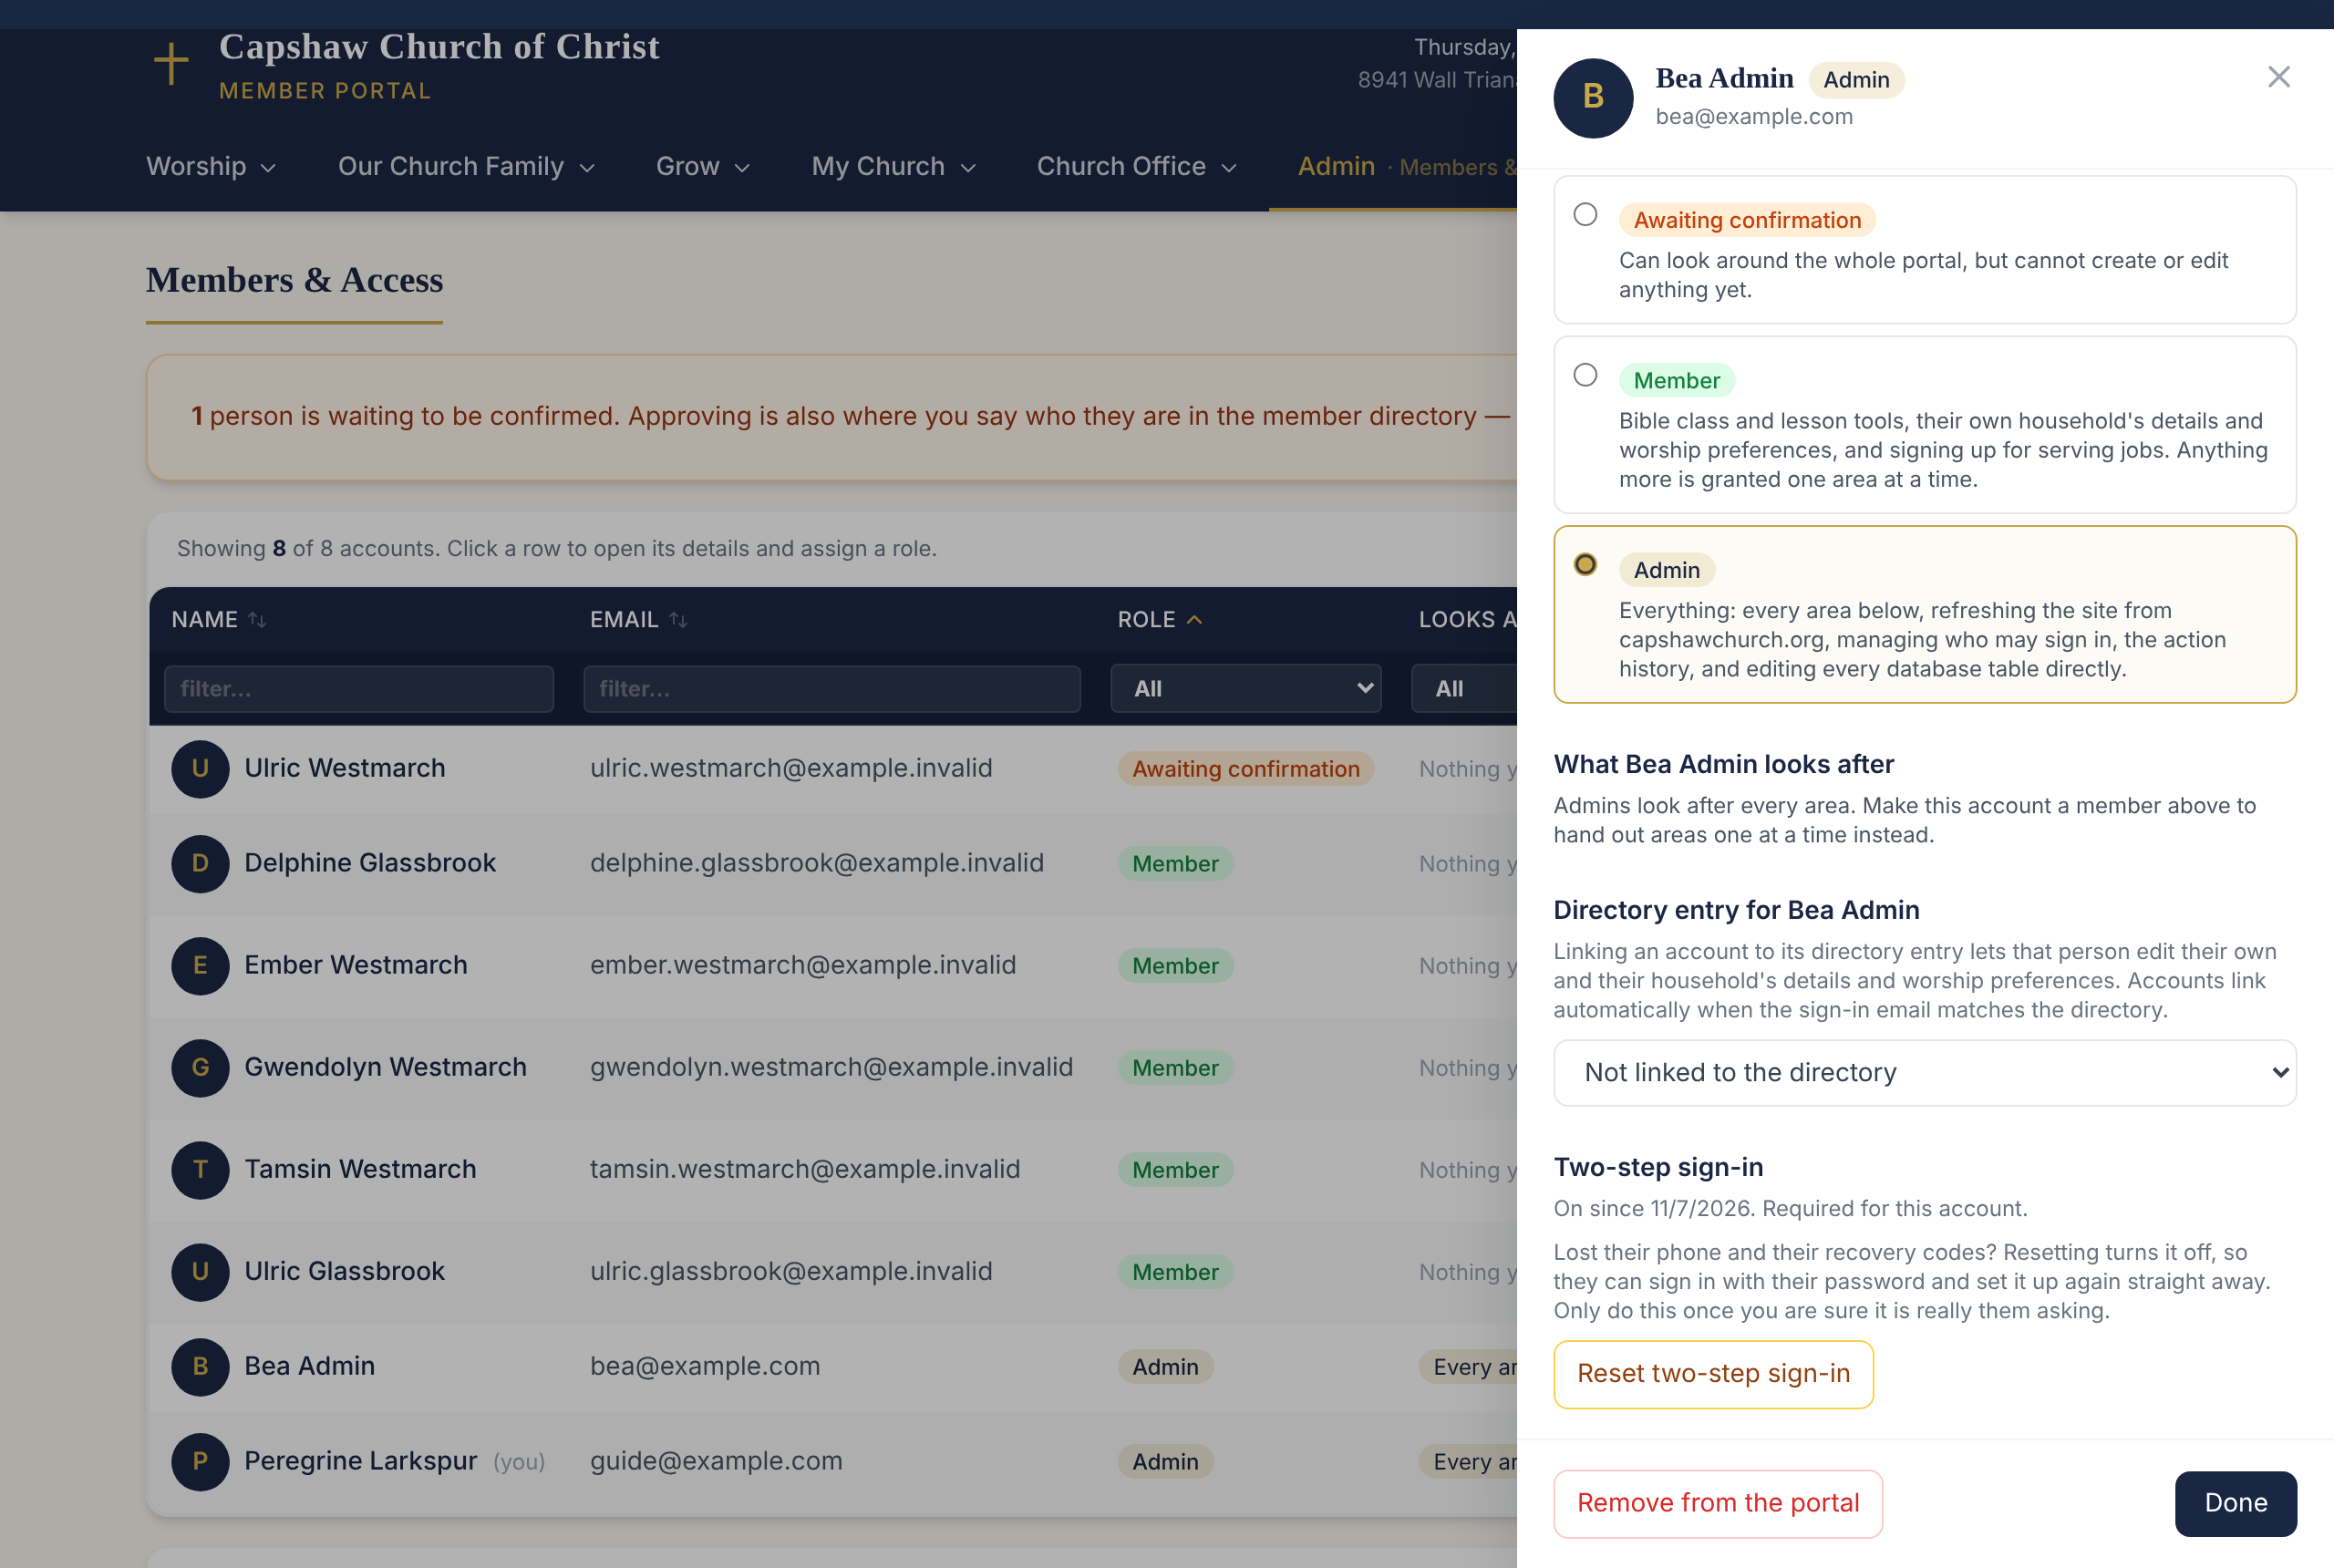 Capshaw Church of Christ
MEMBER PORTAL
Thursday,
8941 Wall Triana
Worship
Our Church Family
Grow
My Church
Church Office
Admin · Members &
Members & Access
1 person is waiting to be confirmed. Approving is also where you say who they are in the member directory —
Showing 8 of 8 accounts. Click a row to open its details and assign a role.
NAME EMAIL ROLE LOOKS A
filter... filter... All All
U Ulric Westmarch ulric.westmarch@example.invalid Awaiting confirmation Nothing y
D Delphine Glassbrook delphine.glassbrook@example.invalid Member Nothing y
E Ember Westmarch ember.westmarch@example.invalid Member Nothing y
G Gwendolyn Westmarch gwendolyn.westmarch@example.invalid Member Nothing y
T Tamsin Westmarch tamsin.westmarch@example.invalid Member Nothing y
U Ulric Glassbrook ulric.glassbrook@example.invalid Member Nothing y
B Bea Admin bea@example.com Admin Every ar
P Peregrine Larkspur (you) guide@example.com Admin Every ar
B
Bea Admin Admin
bea@example.com
Awaiting confirmation
Can look around the whole portal, but cannot create or edit
anything yet.
Member
Bible class and lesson tools, their own household's details and
worship preferences, and signing up for serving jobs. Anything
more is granted one area at a time.
Admin
Everything: every area below, refreshing the site from
capshawchurch.org, managing who may sign in, the action
history, and editing every database table directly.
What Bea Admin looks after
Admins look after every area. Make this account a member above to
hand out areas one at a time instead.
Directory entry for Bea Admin
Linking an account to its directory entry lets that person edit their own
and their household's details and worship preferences. Accounts link
automatically when the sign-in email matches the directory.
Not linked to the directory
Two-step sign-in
On since 11/7/2026. Required for this account.
Lost their phone and their recovery codes? Resetting turns it off, so
they can sign in with their password and set it up again straight away.
Only do this once you are sure it is really them asking.
Reset two-step sign-in
Remove from the portal
Done